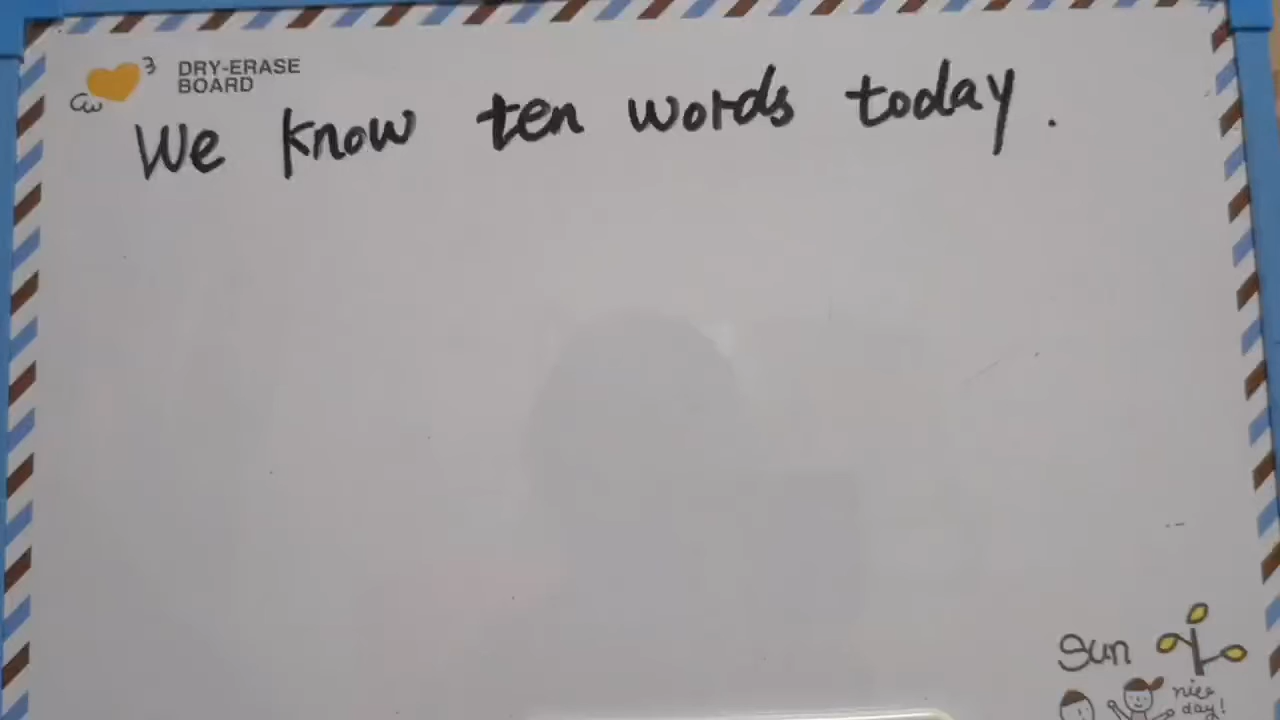 DRY-ERASE
BOARD
We know ten words today.
Sun
nice
day!